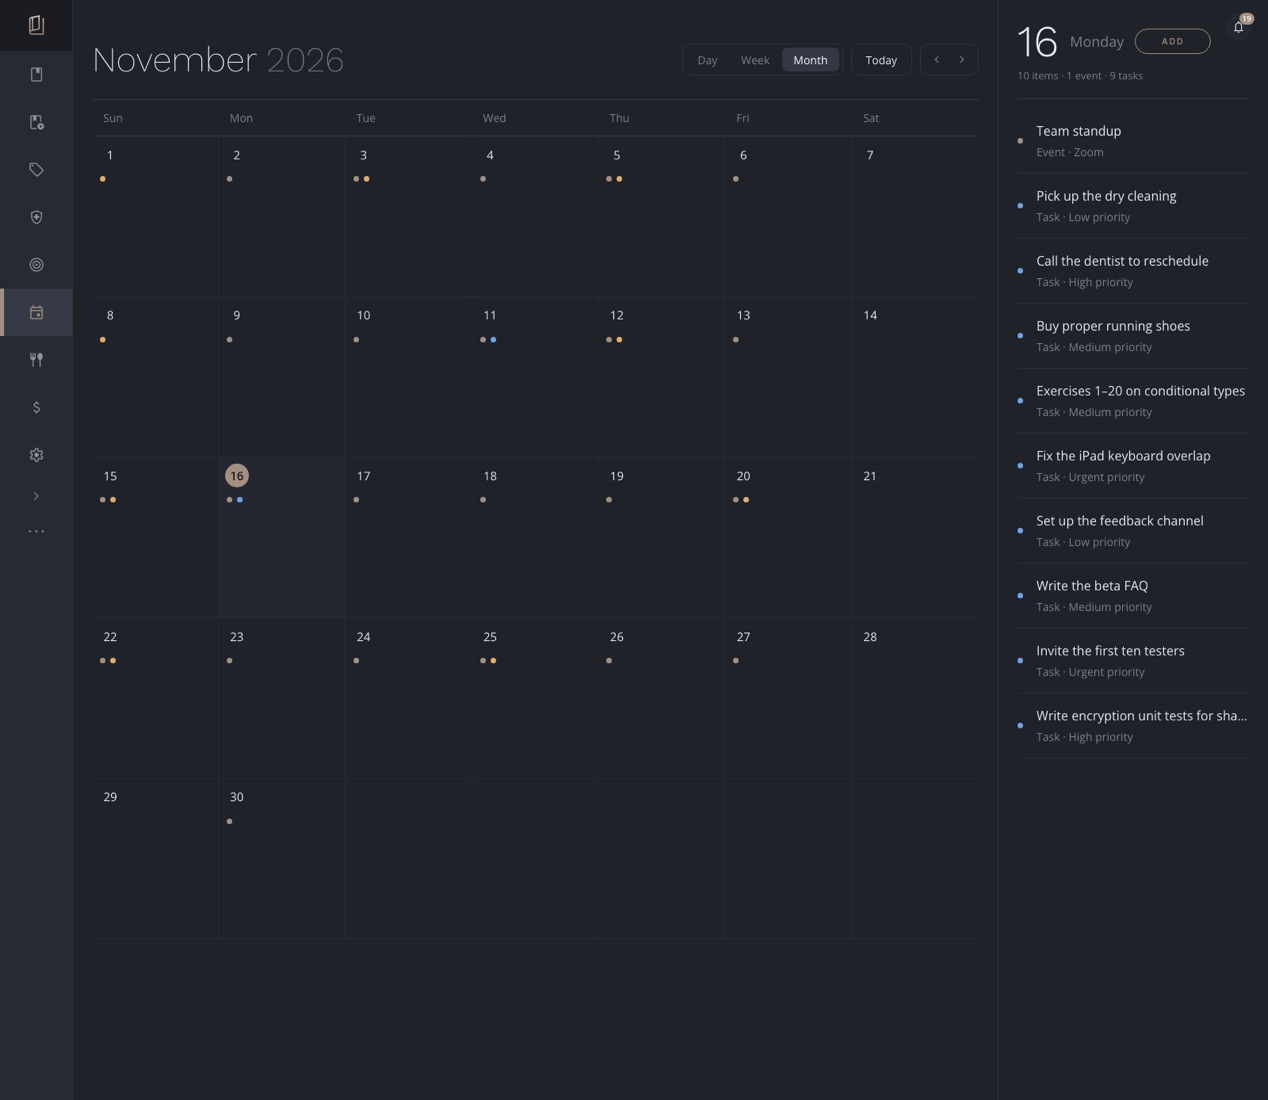 November 2026
Day Week Month
Today
Sun Mon Tue Wed Thu Fri Sat
1 2 3 4 5 6 7
8 9 10 11 12 13 14
15 16 17 18 19 20 21
22 23 24 25 26 27 28
29 30
16 Monday
ADD
19
10 items · 1 event · 9 tasks
Team standup
Event · Zoom
Pick up the dry cleaning
Task · Low priority
Call the dentist to reschedule
Task · High priority
Buy proper running shoes
Task · Medium priority
Exercises 1–20 on conditional types
Task · Medium priority
Fix the iPad keyboard overlap
Task · Urgent priority
Set up the feedback channel
Task · Low priority
Write the beta FAQ
Task · Medium priority
Invite the first ten testers
Task · Urgent priority
Write encryption unit tests for sha...
Task · High priority